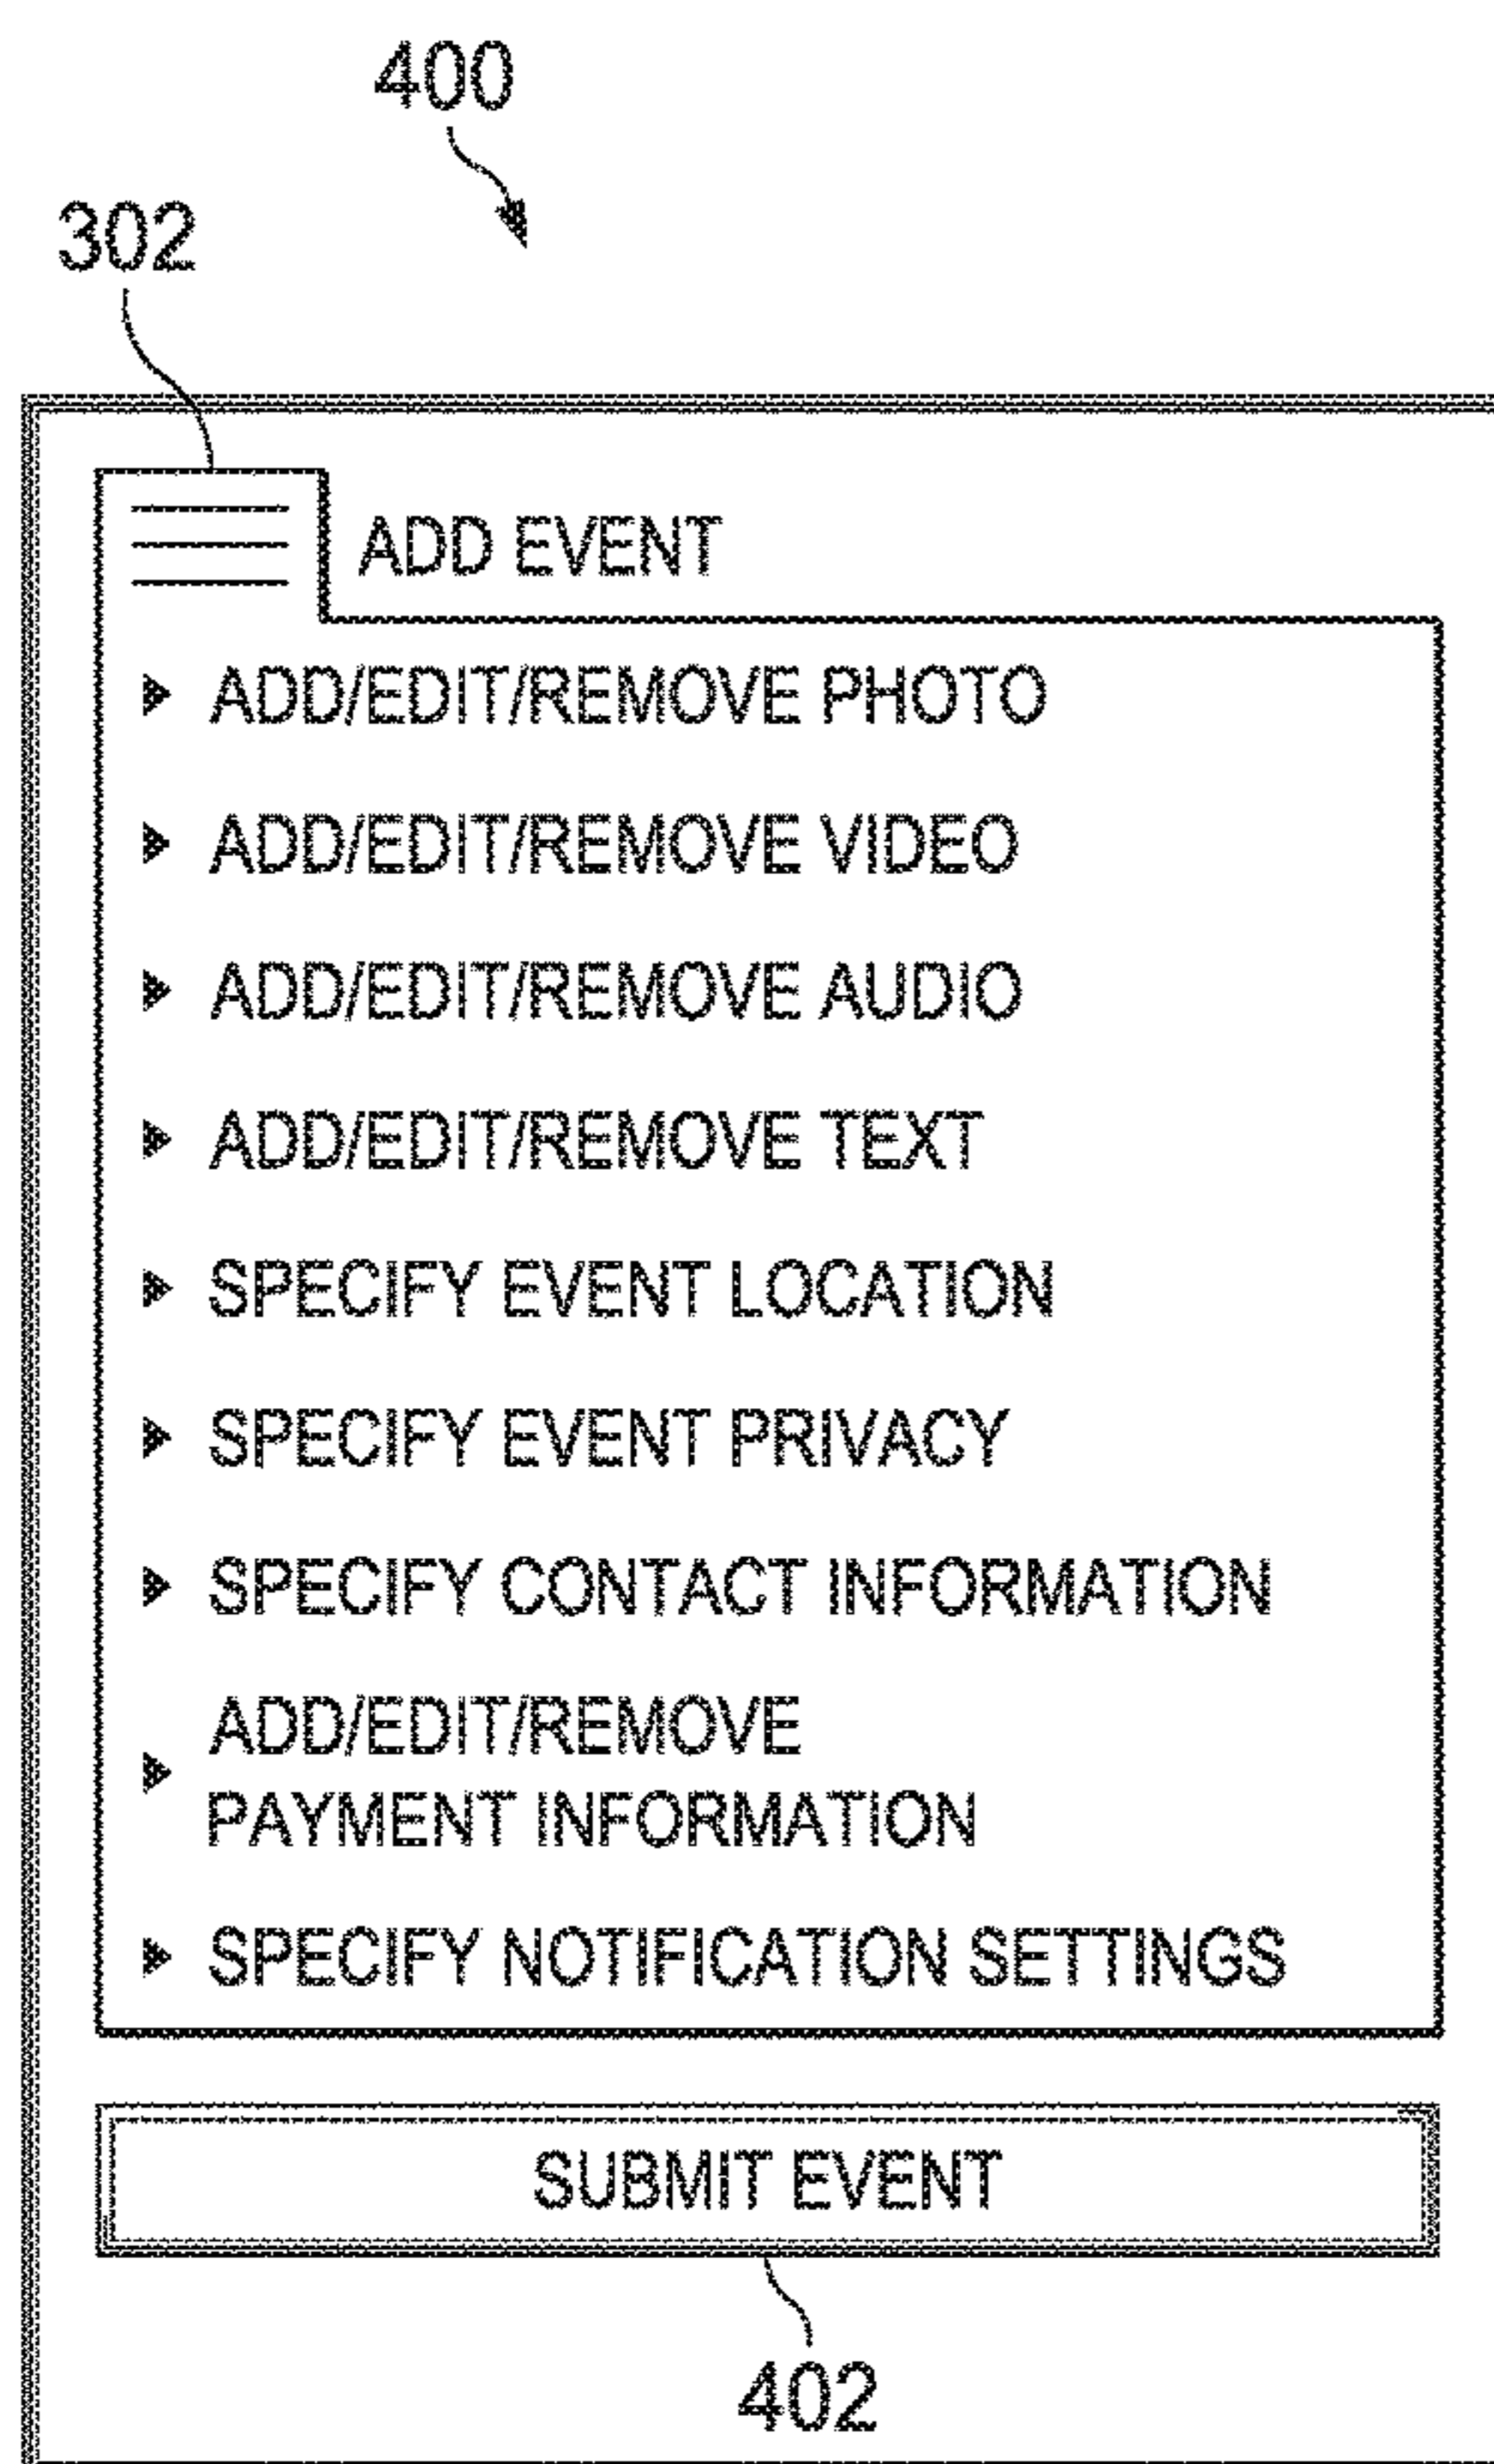 400
302
ADD EVENT
ADD/EDIT/REMOVE PHOTO
ADD/EDIT/REMOVE VIDEO
ADD/EDIT/REMOVE AUDIO
ADD/EDIT/REMOVE TEXT
SPECIFY EVENT LOCATION
SPECIFY EVENT PRIVACY
SPECIFY CONTACT INFORMATION
ADD/EDIT/REMOVE
PAYMENT INFORMATION
SPECIFY NOTIFICATION SETTINGS
SUBMIT EVENT
402